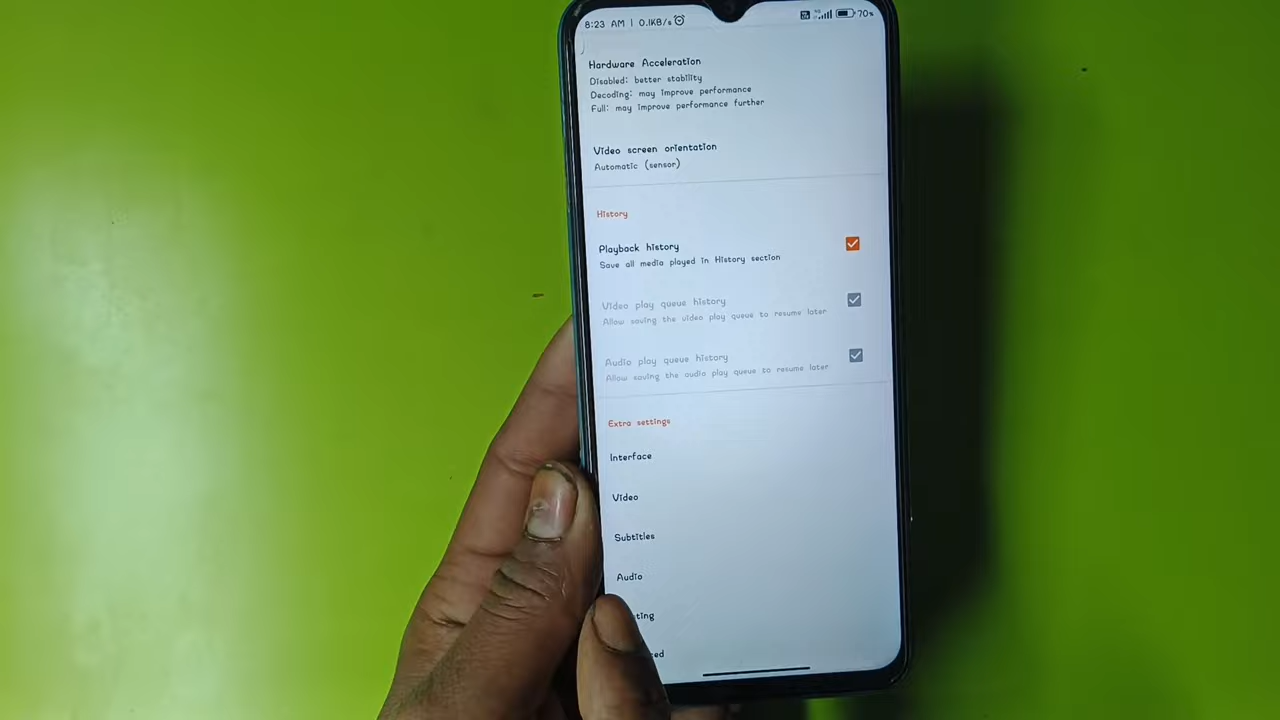 8:23 AM | 0.1KB/s
70%
Hardware Acceleration
Disabled: better stability
Decoding: may improve performance
Full: may improve performance further
Video screen orientation
Automatic (sensor)
History
Playback history
Save all media played in History section
Video play queue history
Allow saving the video play queue to resume later
Audio play queue history
Allow saving the audio play queue to resume later
Extra settings
Interface
Video
Subtitles
Audio